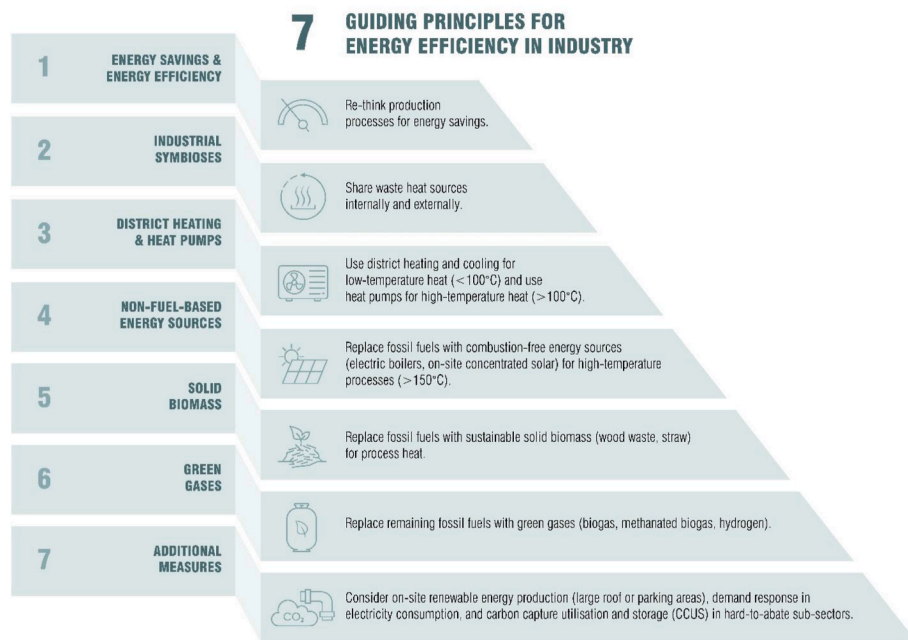 7 GUIDING PRINCIPLES FOR
ENERGY EFFICIENCY IN INDUSTRY
1 ENERGY SAVINGS &
ENERGY EFFICIENCY
Re-think production
processes for energy savings.
2 INDUSTRIAL
SYMBIOSES
Share waste heat sources
internally and externally.
3 DISTRICT HEATING
& HEAT PUMPS
Use district heating and cooling for
low-temperature heat (<100°C) and use
heat pumps for high-temperature heat (>100°C).
4 NON-FUEL-BASED
ENERGY SOURCES
Replace fossil fuels with combustion-free energy sources
(electric boilers, on-site concentrated solar) for high-temperature
processes (>150°C).
5 SOLID
BIOMASS
Replace fossil fuels with sustainable solid biomass (wood waste, straw)
for process heat.
6 GREEN
GASES
Replace remaining fossil fuels with green gases (biogas, methanated biogas, hydrogen).
7 ADDITIONAL
MEASURES
CO₂
Consider on-site renewable energy production (large roof or parking areas), demand response in
electricity consumption, and carbon capture utilisation and storage (CCUS) in hard-to-abate sub-sectors.